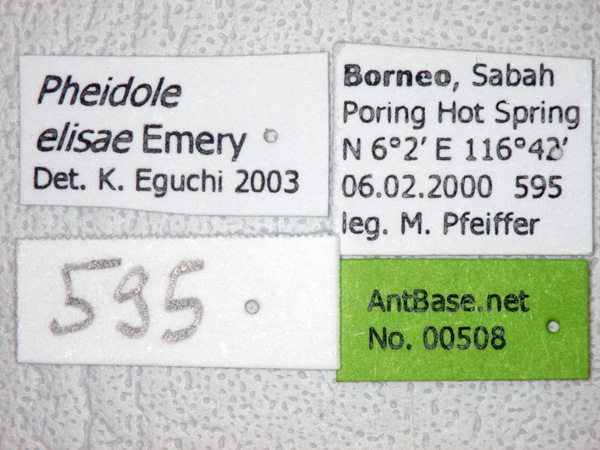 Pheidole
elisae Emery
Det. K. Eguchi 2003
Borneo, Sabah
Poring Hot Spring
N 6°2' E 116°42'
06.02.2000 595
leg. M. Pfeiffer
595
AntBase.net
No. 00508